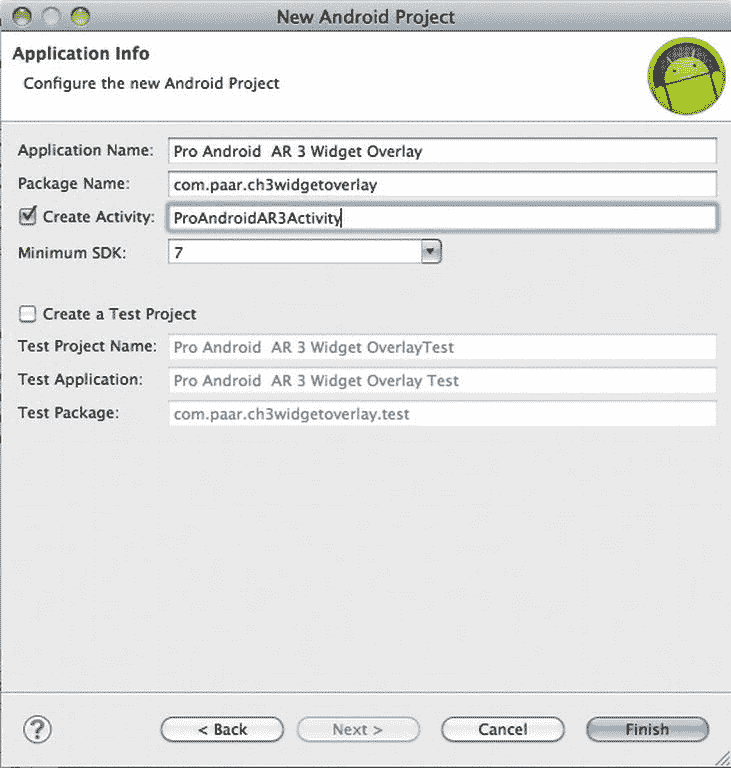 New Android Project
Application Info
Configure the new Android Project
Application Name: Pro Android  AR 3 Widget Overlay
Package Name: com.paar.ch3widgetoverlay
Create Activity: ProAndroidAR3Activity
Minimum SDK: 7
Create a Test Project
Test Project Name: Pro Android  AR 3 Widget OverlayTest
Test Application: Pro Android  AR 3 Widget Overlay Test
Test Package: com.paar.ch3widgetoverlay.test
? < Back Next > Cancel Finish